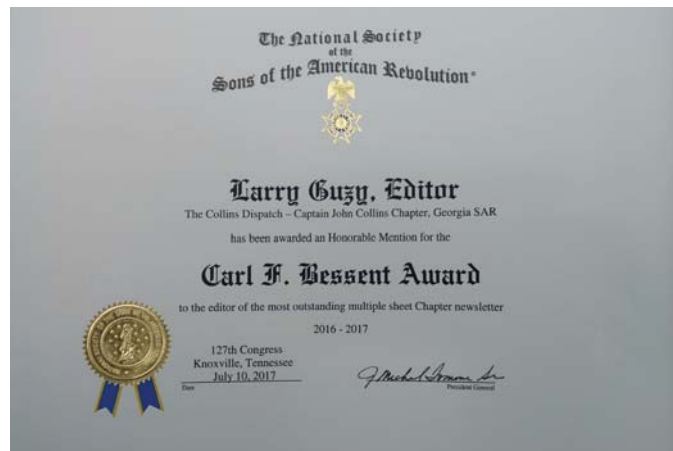 The National Society
of the
Sons of the American Revolution®
Larry Guzy, Editor
The Collins Dispatch – Captain John Collins Chapter, Georgia SAR
has been awarded an Honorable Mention for the
Carl F. Bessent Award
to the editor of the most outstanding multiple sheet Chapter newsletter
2016 - 2017
127th Congress
Knoxville, Tennessee
July 10, 2017
Date
President General